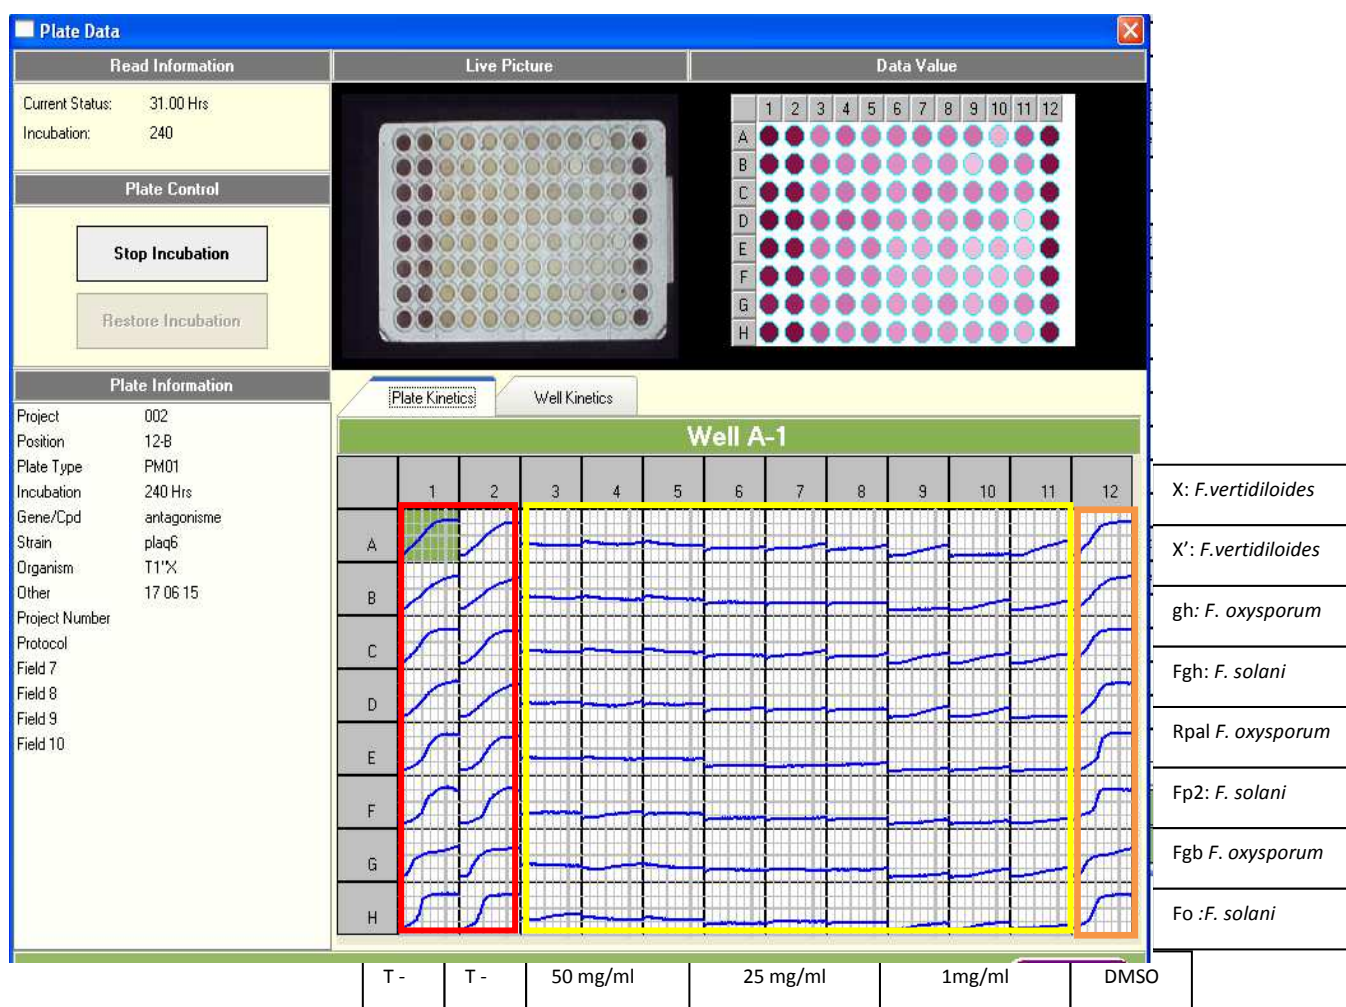 Plate Data
Read Information
Live Picture
Data Value
Current Status: 31.00 Hrs
Incubation: 240
Plate Control
Stop Incubation
Restore Incubation
1 2 3 4 5 6 7 8 9 10 11 12
A
B
C
D
E
F
G
H
Plate Information
Project 002
Position 12-B
Plate Type PM01
Incubation 240 Hrs
Gene/Cpd antagonisme
Strain plaq6
Organism T1"X
Other 17 06 15
Project Number
Protocol
Field 7
Field 8
Field 9
Field 10
Plate Kinetics
Well Kinetics
Well A-1
1 2 3 4 5 6 7 8 9 10 11 12
A
B
C
D
E
F
G
H
X: F.vertidiloides
X’: F.vertidiloides
gh: F. oxysporum
Fgh: F. solani
Rpal F. oxysporum
Fp2: F. solani
Fgb F. oxysporum
Fo :F. solani
T - T - 50 mg/ml 25 mg/ml 1mg/ml DMSO